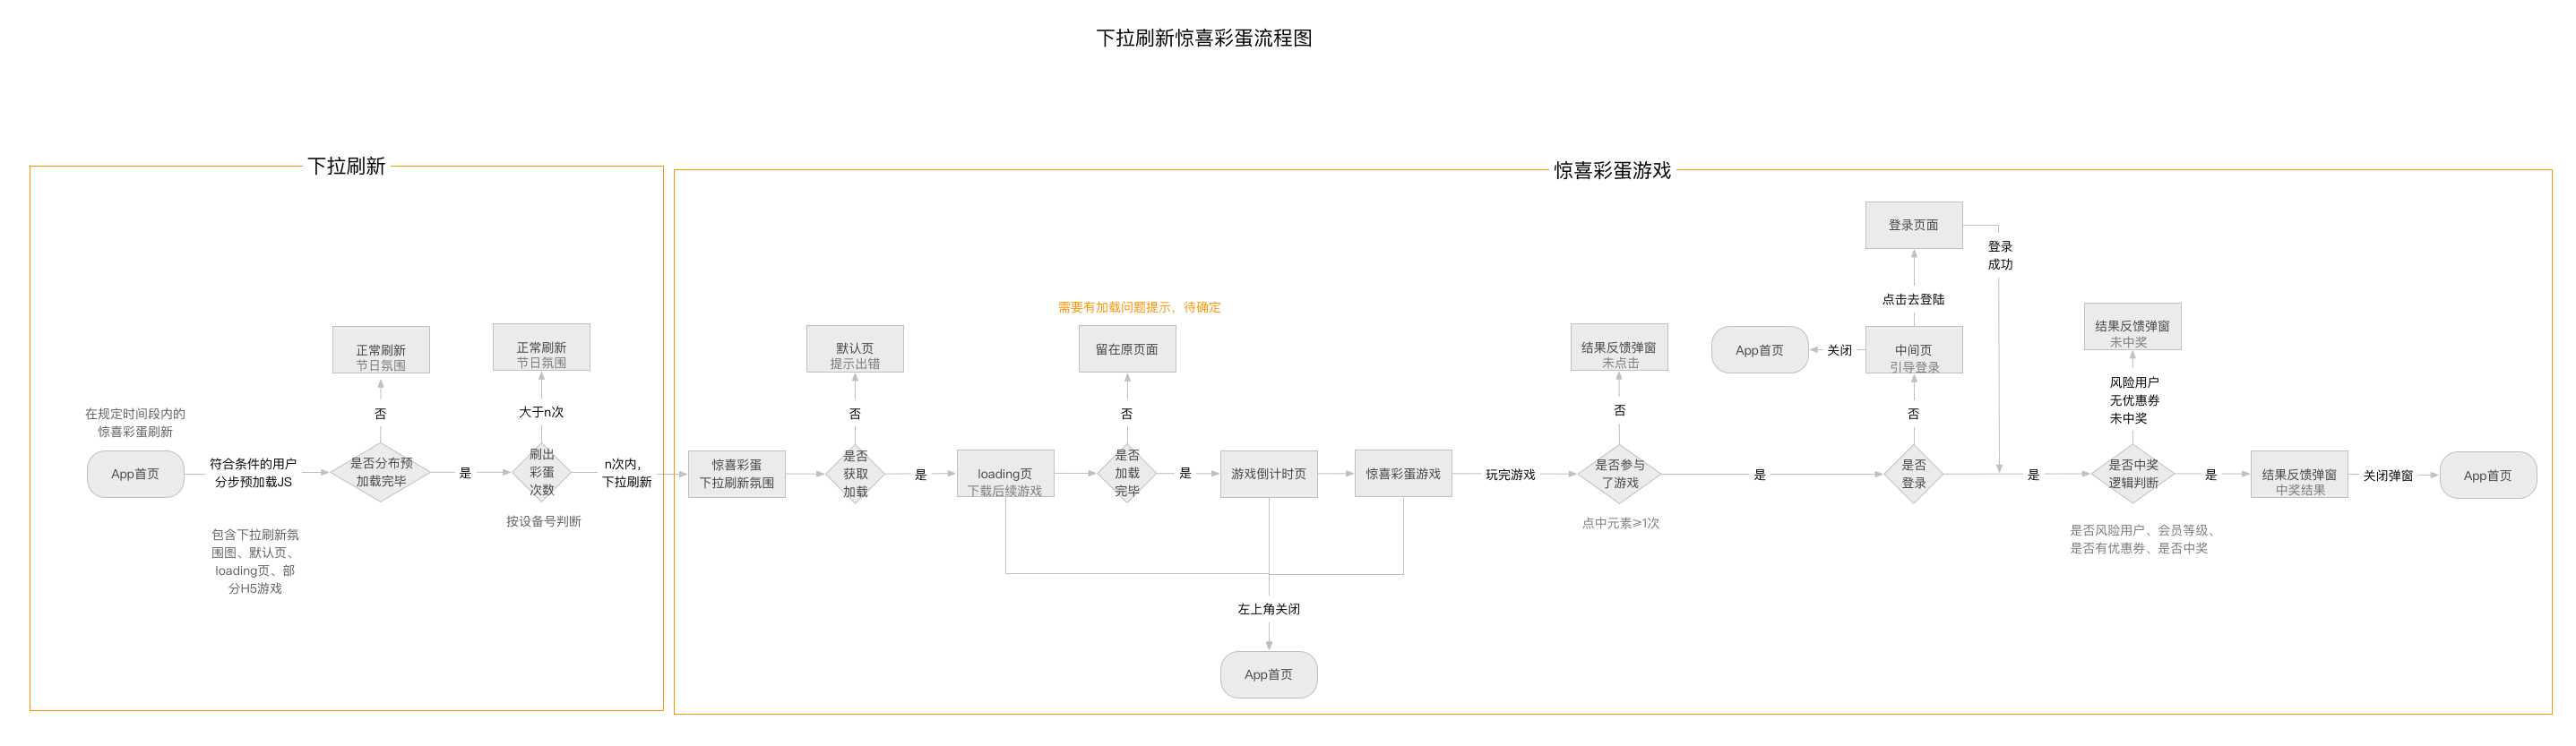 下拉刷新惊喜彩蛋流程图
下拉刷新
在规定时间段内的
惊喜彩蛋刷新
App首页
符合条件的用户
分步预加载JS
包含下拉刷新氛
围图、默认页、
loading页、部
分H5游戏
正常刷新
节日氛围
否
是否分布预
加载完毕
是
正常刷新
节日氛围
大于n次
刷出
彩蛋
次数
按设备号判断
n次内，
下拉刷新
惊喜彩蛋游戏
惊喜彩蛋
下拉刷新氛围
默认页
提示出错
否
是否
获取
加载
是
loading页
下载后续游戏
需要有加载问题提示，待确定
留在原页面
否
是否
加载
完毕
是
游戏倒计时页
惊喜彩蛋游戏
左上角关闭
App首页
玩完游戏
结果反馈弹窗
未点击
否
是否参与
了游戏
点中元素≥1次
是
登录页面
登录
成功
点击去登陆
App首页
关闭
中间页
引导登录
否
是否
登录
是
结果反馈弹窗
未中奖
风险用户
无优惠券
未中奖
是否中奖
逻辑判断
是否风险用户、会员等级、
是否有优惠券、是否中奖
是
结果反馈弹窗
中奖结果
关闭弹窗
App首页